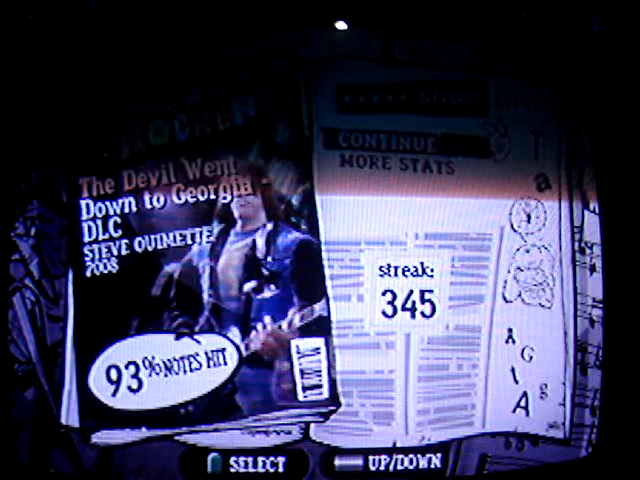 ROCKER
The Devil Went
Down to Georgia
DLC
STEVE OUIMETTE
2008
93% NOTES HIT
CONTINUE
MORE STATS
streak:
345
T
a
A
G
I
g
A
SELECT
UP/DOWN